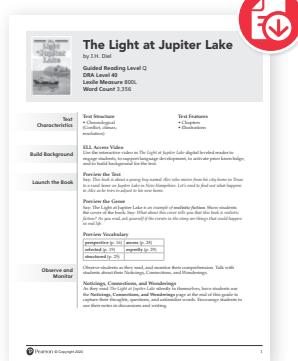 The Light
at Jupiter
Lake
The Light at Jupiter Lake
by J.H. Diel
Guided Reading Level Q
DRA Level 40
Lexile Measure 800L
Word Count 3,356
Text
Characteristics
Text Structure
• Chronological
(Conflict, climax,
resolution)
Text Features
• Chapters
• Illustrations
Build Background
ELL Access Video
Use the interactive video in The Light at Jupiter Lake digital leveled reader to
engage students, to support language development, to activate prior knowledge,
and to build background for the text.
Launch the Book
Preview the Text
Say: This book is about a young boy named Alec who moves from his city home in Texas
to a rural home on Jupiter Lake in New Hampshire. Let's read to find out what happens
to Alec as he tries to adjust to his new home.
Preview the Genre
Say: The Light at Jupiter Lake is an example of realistic fiction. Show students
the cover of the book. Say: What about this cover tells you that this book is realistic
fiction? As you read, ask yourself if the events in the story are things that could happen
in real life.
Preview Vocabulary
perspective (p. 16) access (p. 24)
selected (p. 19) expertly (p. 29)
structured (p. 21)
Observe and
Monitor
Observe students as they read, and monitor their comprehension. Talk with
students about their Noticings, Connections, and Wonderings.
Noticings, Connections, and Wonderings
As they read The Light at Jupiter Lake silently to themselves, have students use
the Noticings, Connections, and Wonderings page at the end of this guide to
capture their thoughts, questions, and unfamiliar words. Encourage students to
use their notes in discussions and writing.
Pearson © Copyright 2020
1